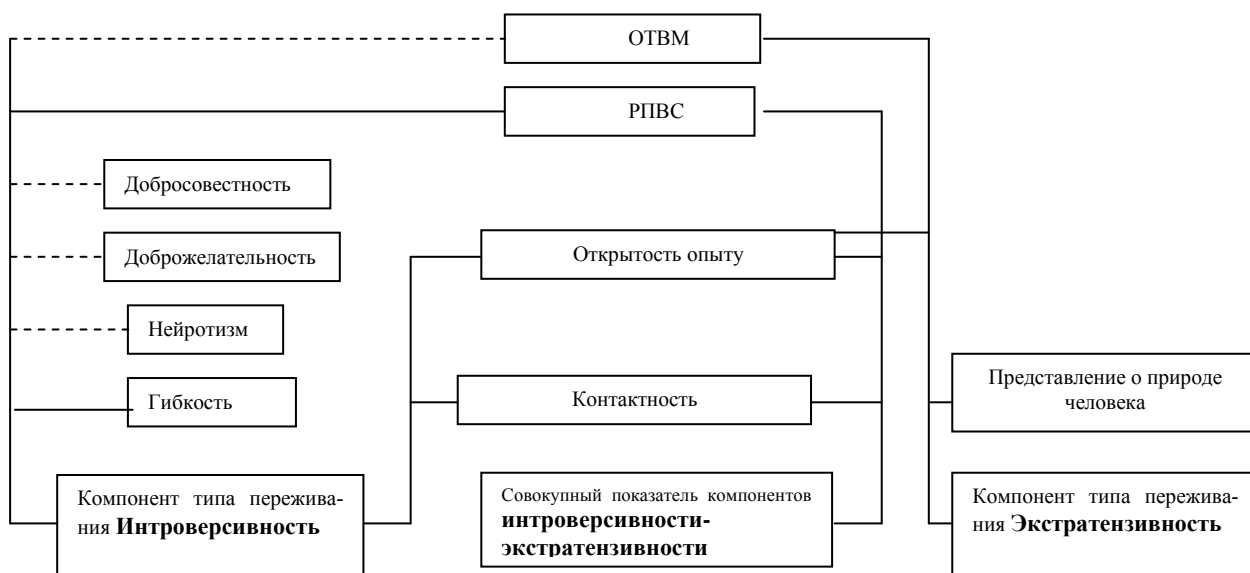 ОТВМ
РПВС
Добросовестность
Доброжелательность
Открытость опыту
Нейротизм
Гибкость
Контактность
Представление о природе
человека
Компонент типа пережива-
ния Интроверсивность
Совокупный показатель компонентов
интроверсивности-
экстратензивности
Компонент типа пережива-
ния Экстратензивность